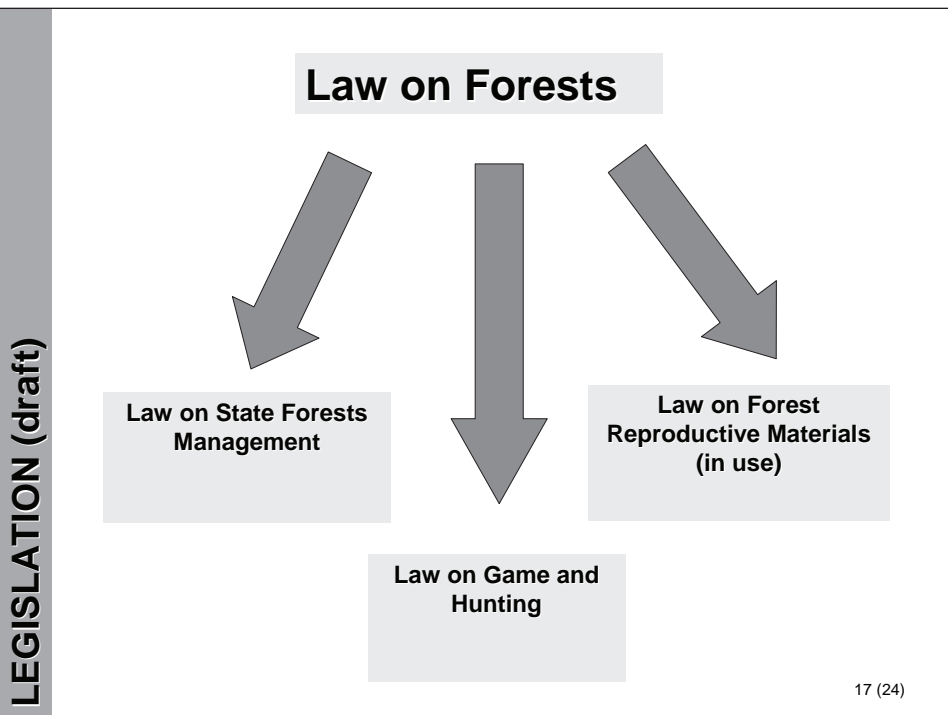 LEGISLATION (draft)
Law on Forests
Law on State Forests
Management
Law on Forest
Reproductive Materials
(in use)
Law on Game and
Hunting
17 (24)